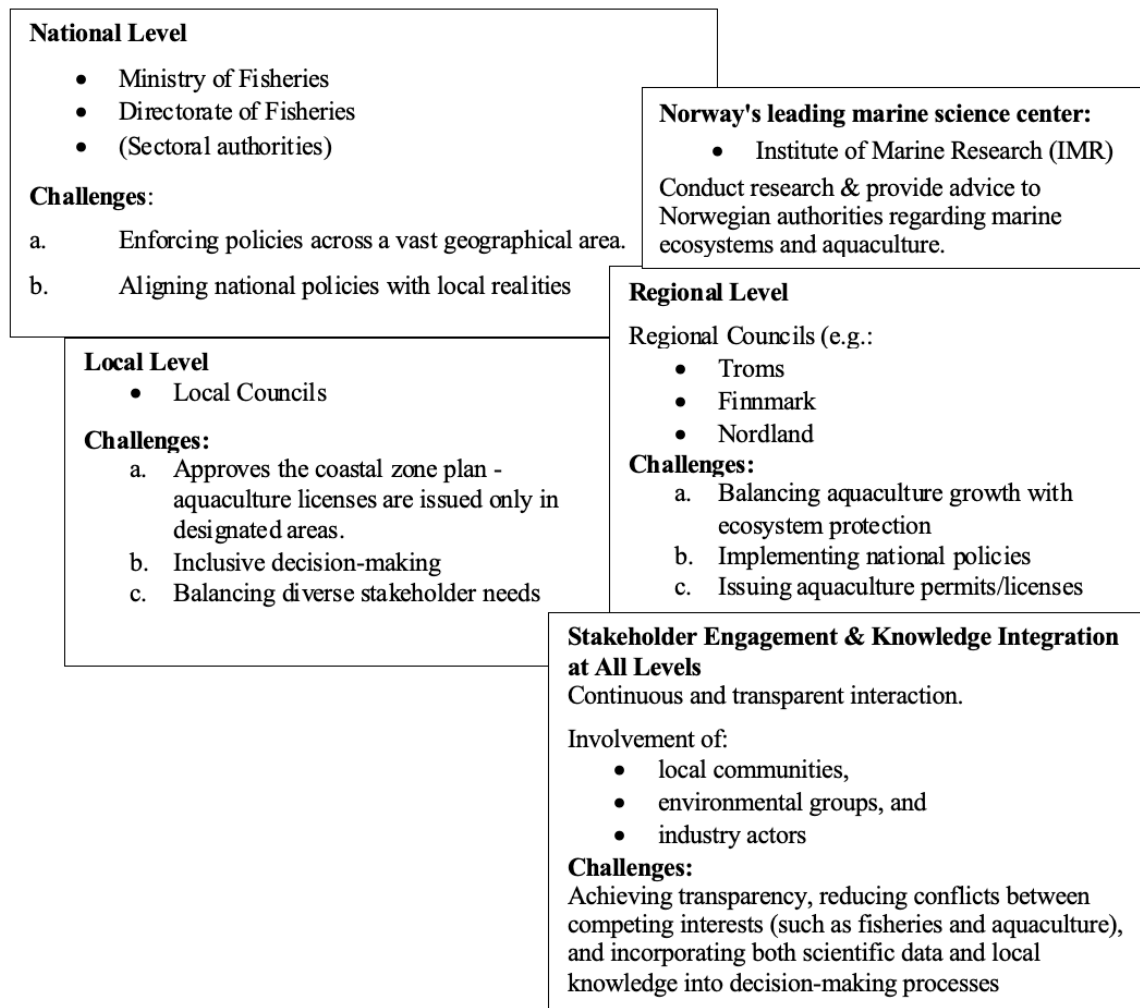 National Level
• Ministry of Fisheries
• Directorate of Fisheries
• (Sectoral authorities)
Challenges:
a. Enforcing policies across a vast geographical area.
b. Aligning national policies with local realities
Norway's leading marine science center:
• Institute of Marine Research (IMR)
Conduct research & provide advice to
Norwegian authorities regarding marine
ecosystems and aquaculture.
Local Level
• Local Councils
Challenges:
a. Approves the coastal zone plan -
aquaculture licenses are issued only in
designated areas.
b. Inclusive decision-making
c. Balancing diverse stakeholder needs
Regional Level
Regional Councils (e.g.:
• Troms
• Finnmark
• Nordland
Challenges:
a. Balancing aquaculture growth with
ecosystem protection
b. Implementing national policies
c. Issuing aquaculture permits/licenses
Stakeholder Engagement & Knowledge Integration
at All Levels
Continuous and transparent interaction.
Involvement of:
• local communities,
• environmental groups, and
• industry actors
Challenges:
Achieving transparency, reducing conflicts between
competing interests (such as fisheries and aquaculture),
and incorporating both scientific data and local
knowledge into decision-making processes